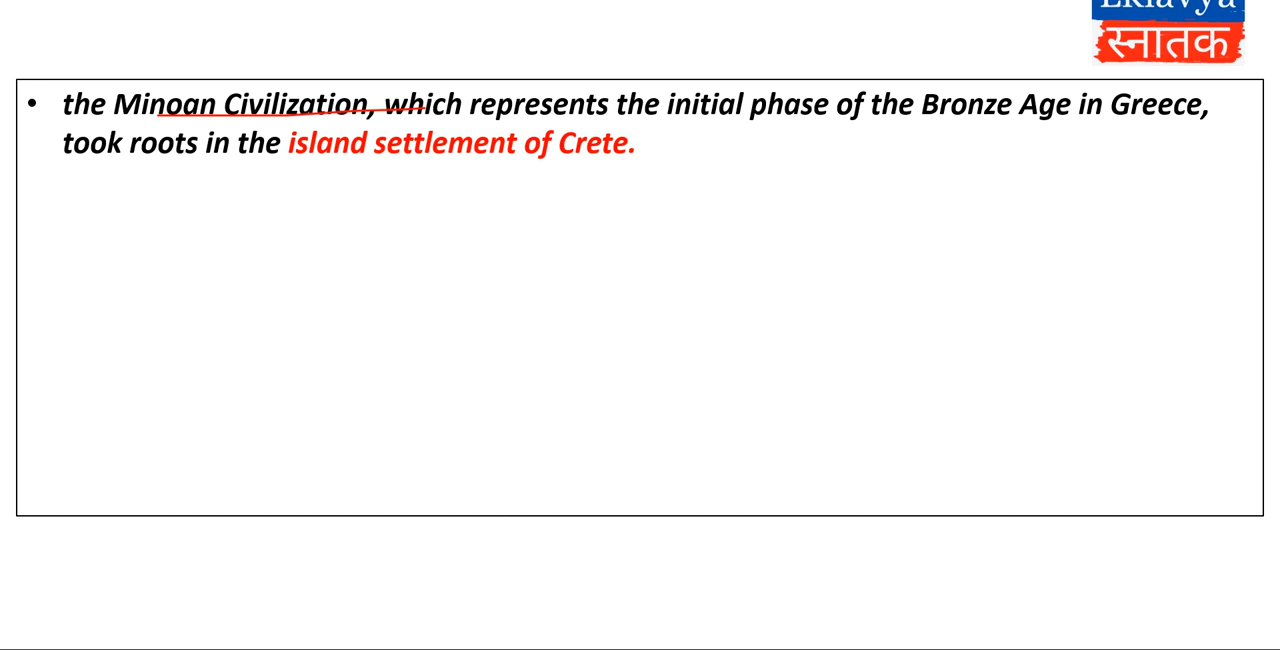 Eklavya
स्नातक
• the Minoan Civilization, which represents the initial phase of the Bronze Age in Greece,
took roots in the island settlement of Crete.